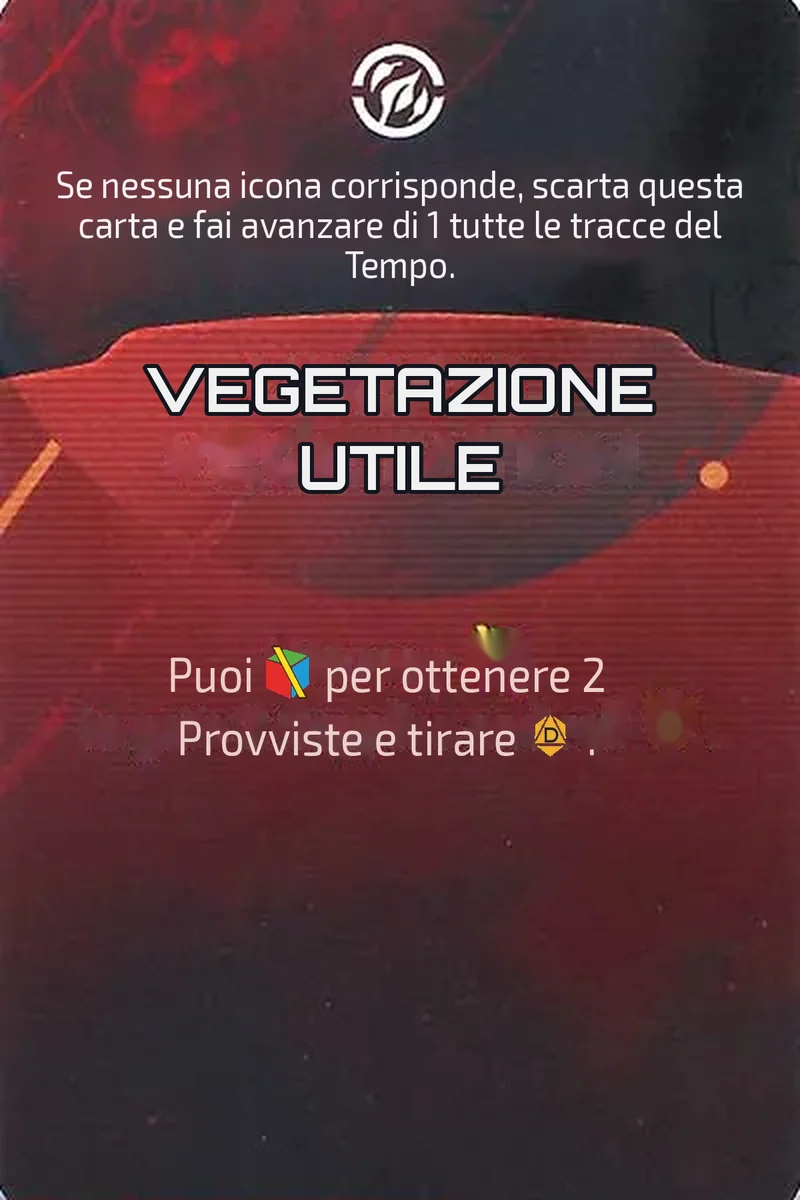 Se nessuna icona corrisponde, scarta questa
carta e fai avanzare di 1 tutte le tracce del
Tempo.
VEGETAZIONE
UTILE
Puoi per ottenere 2
Provviste e tirare D .